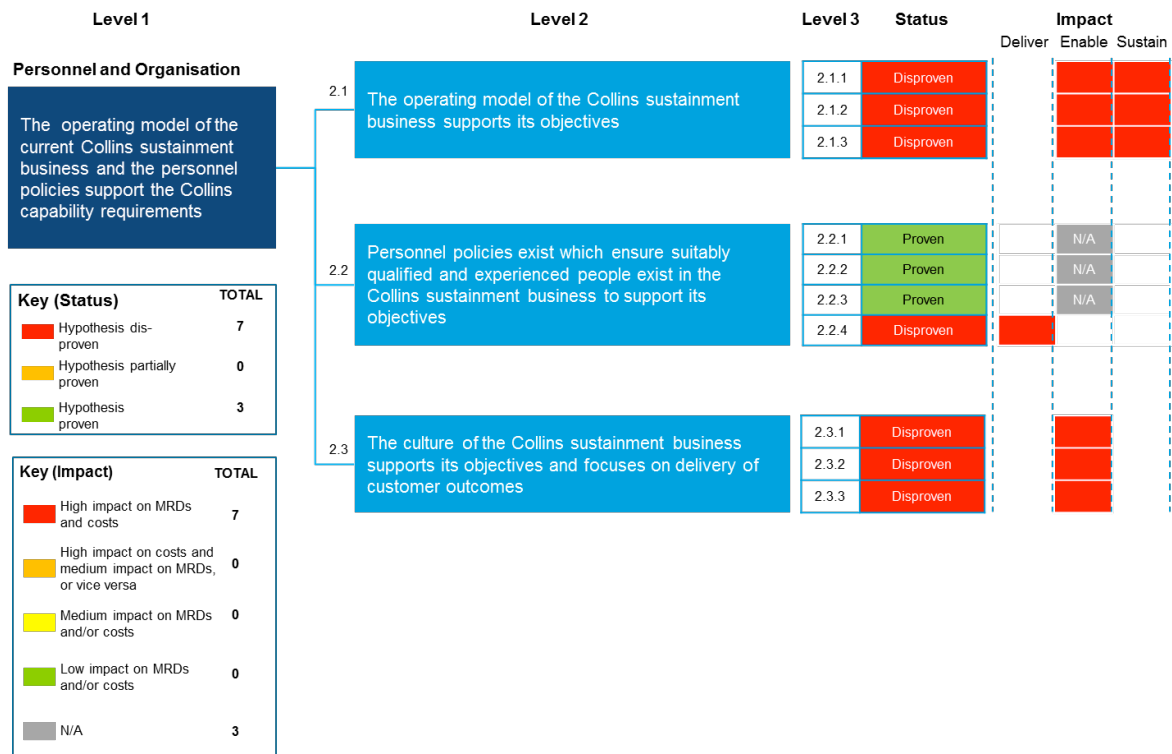 Level 1
Level 2
Level 3
Status
Impact
Deliver
Enable
Sustain
Personnel and Organisation
The operating model of the
current Collins sustainment
business and the personnel
policies support the Collins
capability requirements
2.1
The operating model of the Collins sustainment
business supports its objectives
2.1.1
Disproven
2.1.2
Disproven
2.1.3
Disproven
2.2
Personnel policies exist which ensure suitably
qualified and experienced people exist in the
Collins sustainment business to support its
objectives
2.2.1
Proven
N/A
2.2.2
Proven
N/A
2.2.3
Proven
N/A
2.2.4
Disproven
2.3
The culture of the Collins sustainment business
supports its objectives and focuses on delivery of
customer outcomes
2.3.1
Disproven
2.3.2
Disproven
2.3.3
Disproven
Key (Status)
TOTAL
Hypothesis dis-
proven
7
Hypothesis partially
proven
0
Hypothesis
proven
3
Key (Impact)
TOTAL
High impact on MRDs
and costs
7
High impact on costs and
medium impact on MRDs,
or vice versa
0
Medium impact on MRDs
and/or costs
0
Low impact on MRDs
and/or costs
0
N/A
3